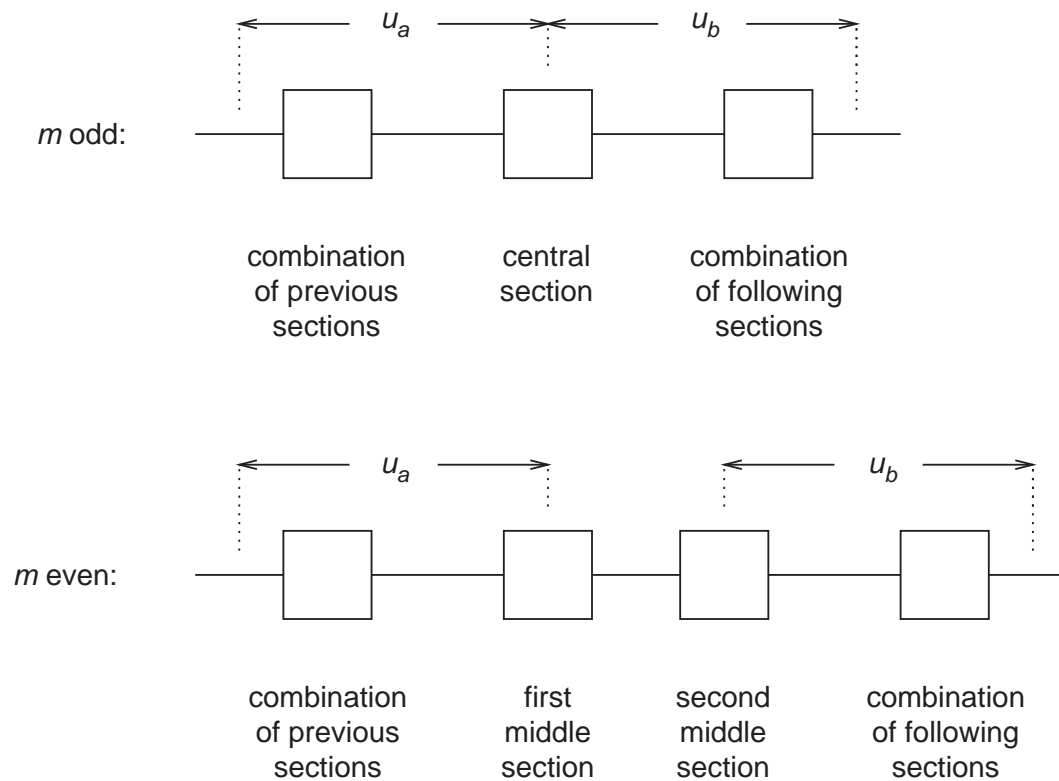 u_a u_b
m odd:
combination central combination
of previous section of following
sections sections
u_a u_b
m even:
combination first second combination
of previous middle middle of following
sections section section sections